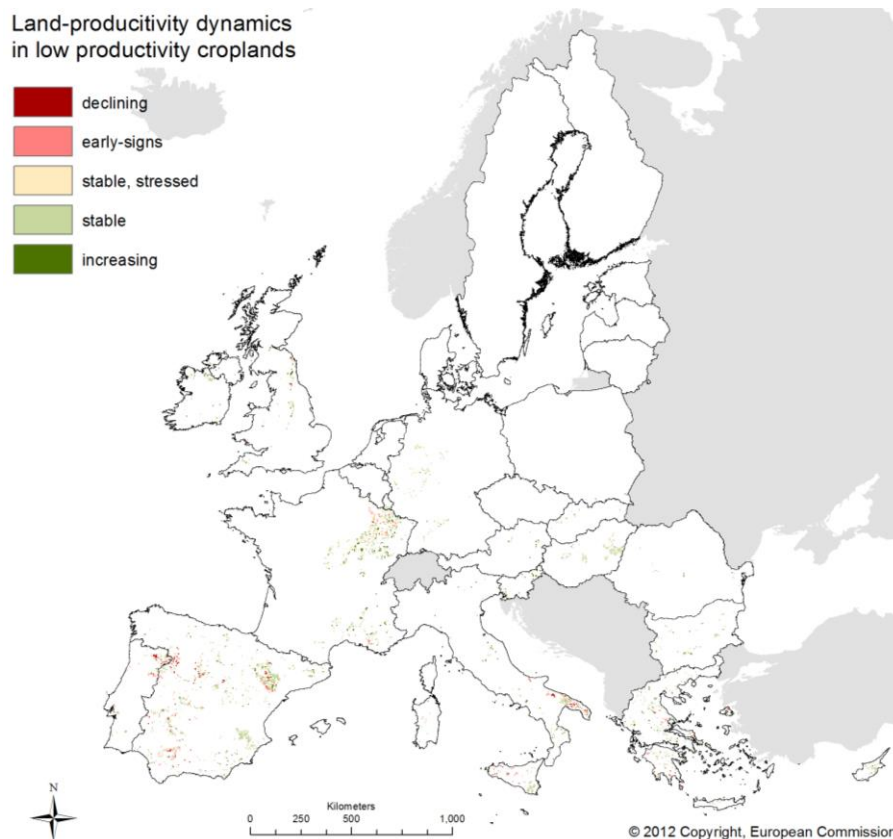 Land-producitivity dynamics
in low productivity croplands
declining
early-signs
stable, stressed
stable
increasing
N
Kilometers
0 250 500 1,000
© 2012 Copyright, European Commission